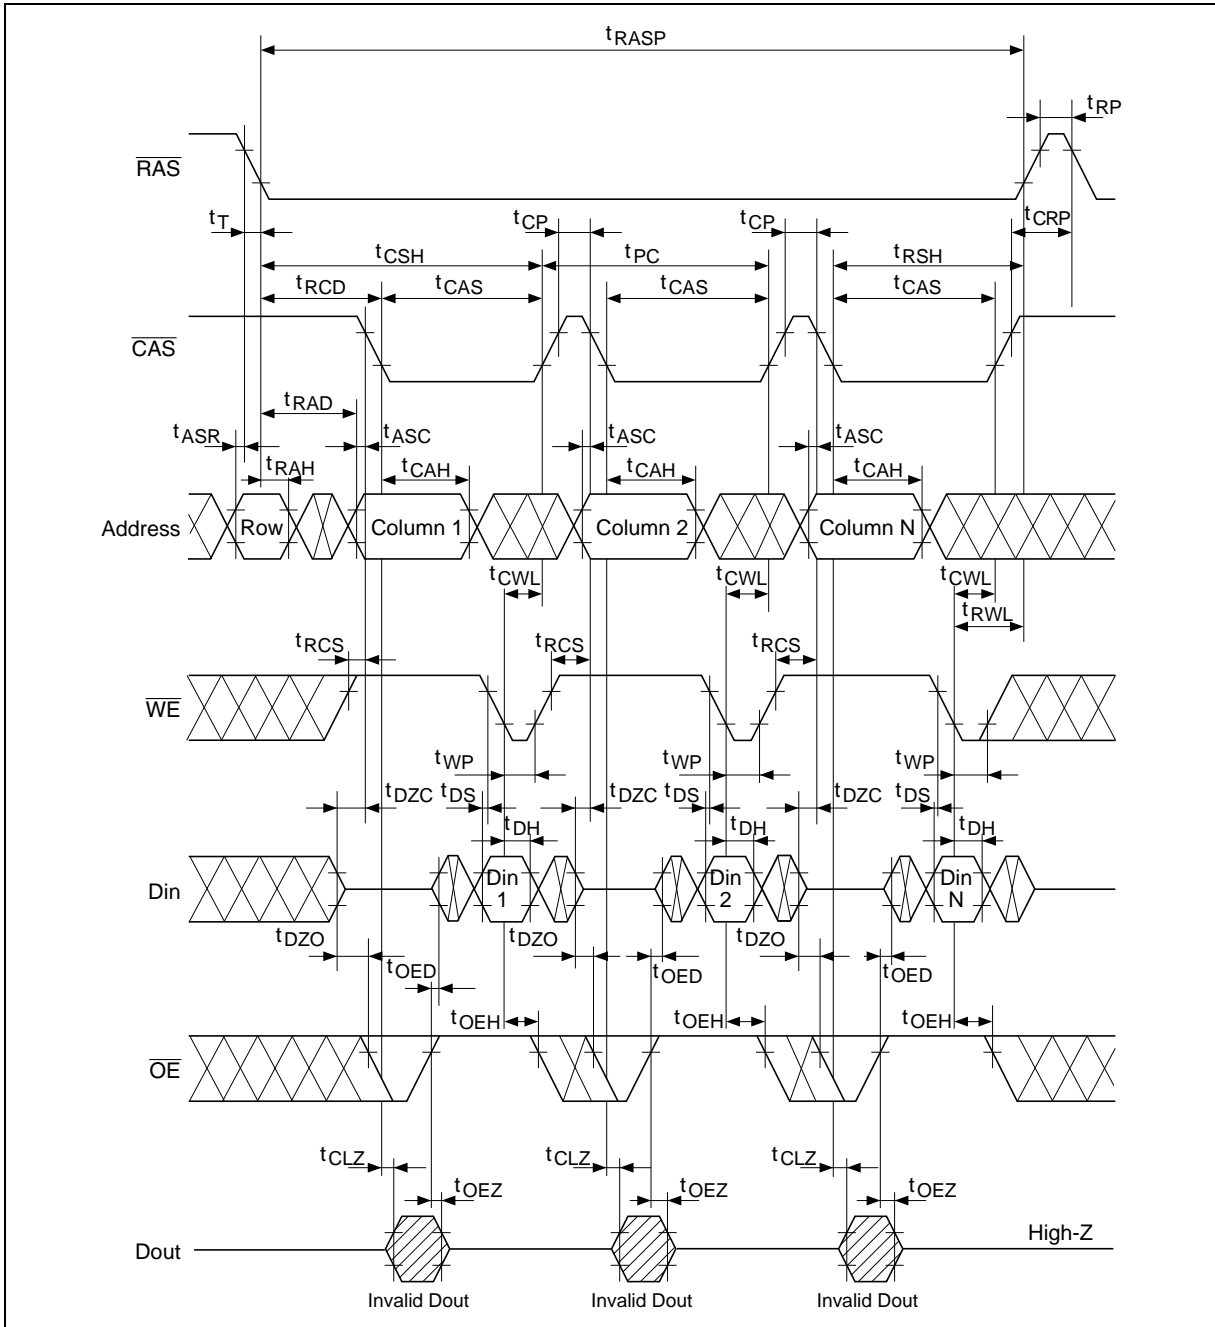 tRASP
tRP
RAS
tT
tCP
tCP
tCRP
tCSH
tPC
tRSH
tRCD
tCAS
tCAS
tCAS
CAS
tRAD
tASR
tASC
tASC
tASC
tRAH
tCAH
tCAH
tCAH
Address
Row
Column 1
Column 2
Column N
tCWL
tCWL
tCWL
tRWL
tRCS
tRCS
tRCS
WE
tWP
tWP
tWP
tDZC
tDS
tDZC
tDS
tDZC
tDS
tDH
tDH
tDH
Din
Din 1
Din 2
Din N
tDZO
tDZO
tDZO
tOED
tOED
tOED
tOEH
tOEH
tOEH
OE
tCLZ
tCLZ
tCLZ
tOEZ
tOEZ
tOEZ
Dout
High-Z
Invalid Dout
Invalid Dout
Invalid Dout